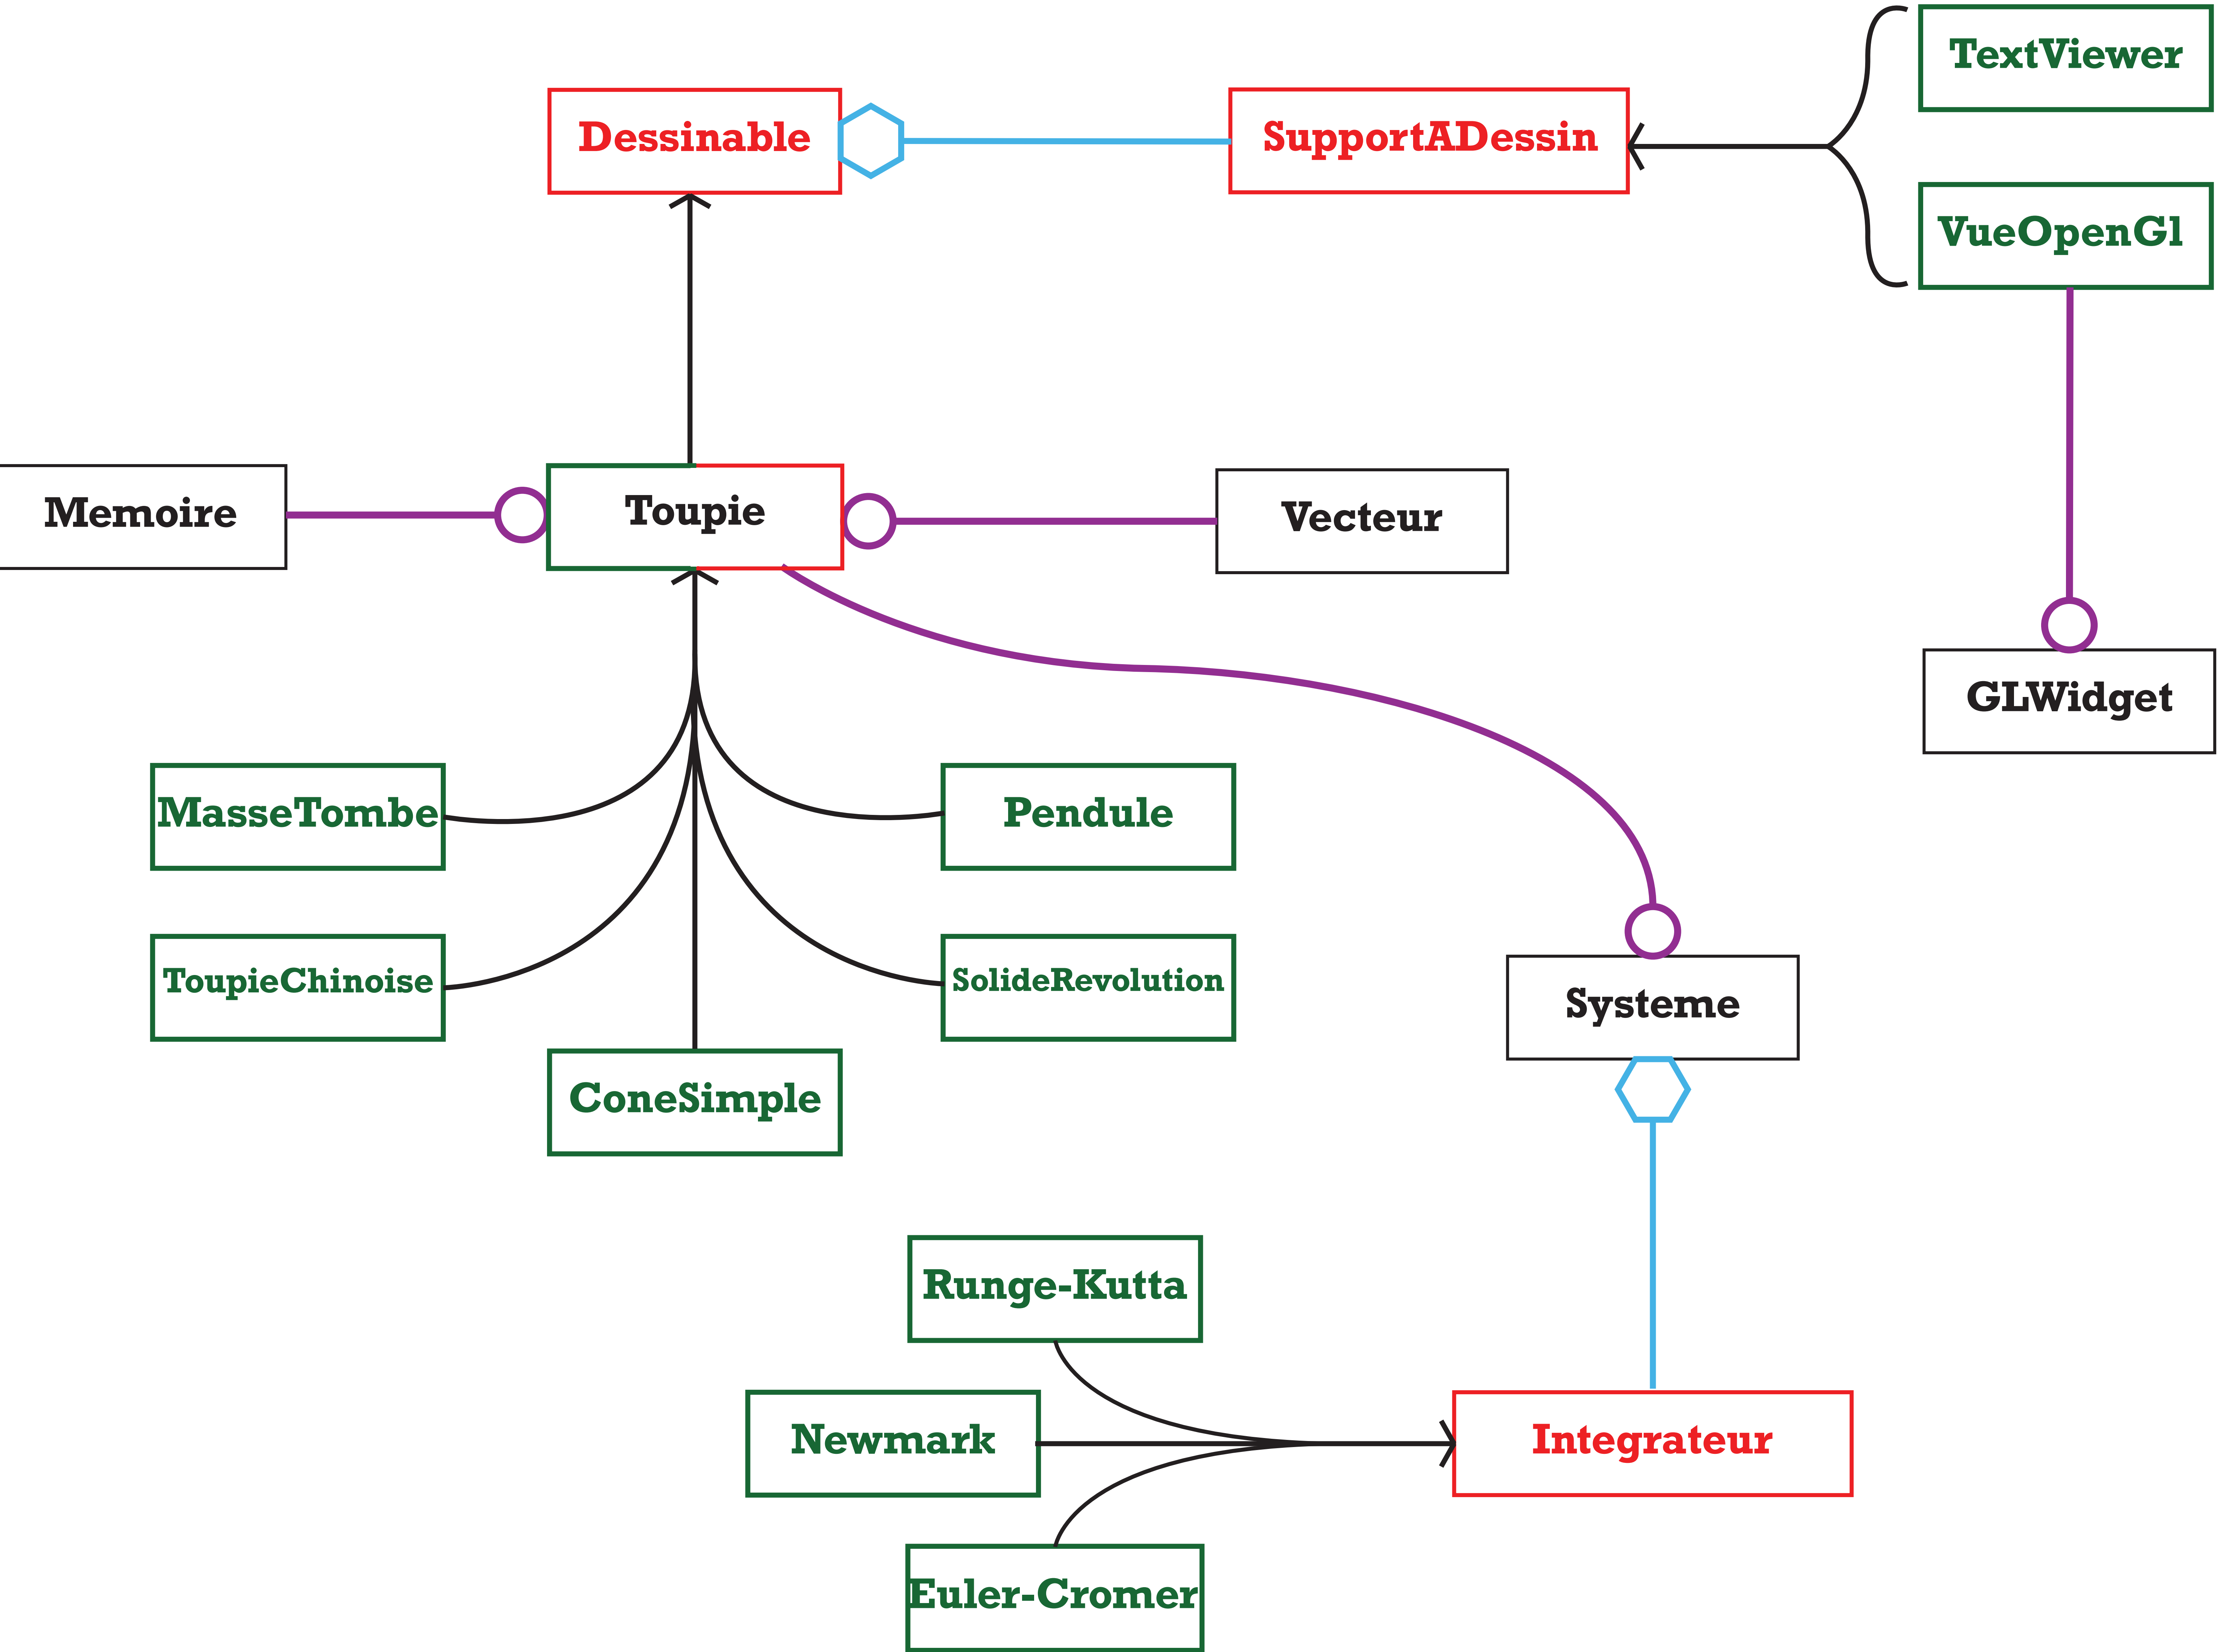 TextViewer
Dessinable
SupportADessin
VueOpenGl
Memoire
Toupie
Vecteur
GLWidget
MasseTombe
Pendule
ToupieChinoise
SolideRevolution
Systeme
ConeSimple
Runge-Kutta
Newmark
Integrateur
Euler-Cromer